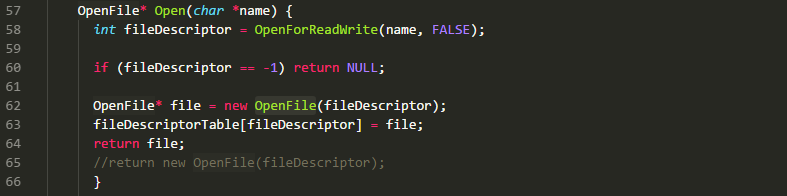 57 OpenFile* Open(char *name) {
58 int fileDescriptor = OpenForReadWrite(name, FALSE);
59
60 if (fileDescriptor == -1) return NULL;
61
62 OpenFile* file = new OpenFile(fileDescriptor);
63 fileDescriptorTable[fileDescriptor] = file;
64 return file;
65 //return new OpenFile(fileDescriptor);
66 }